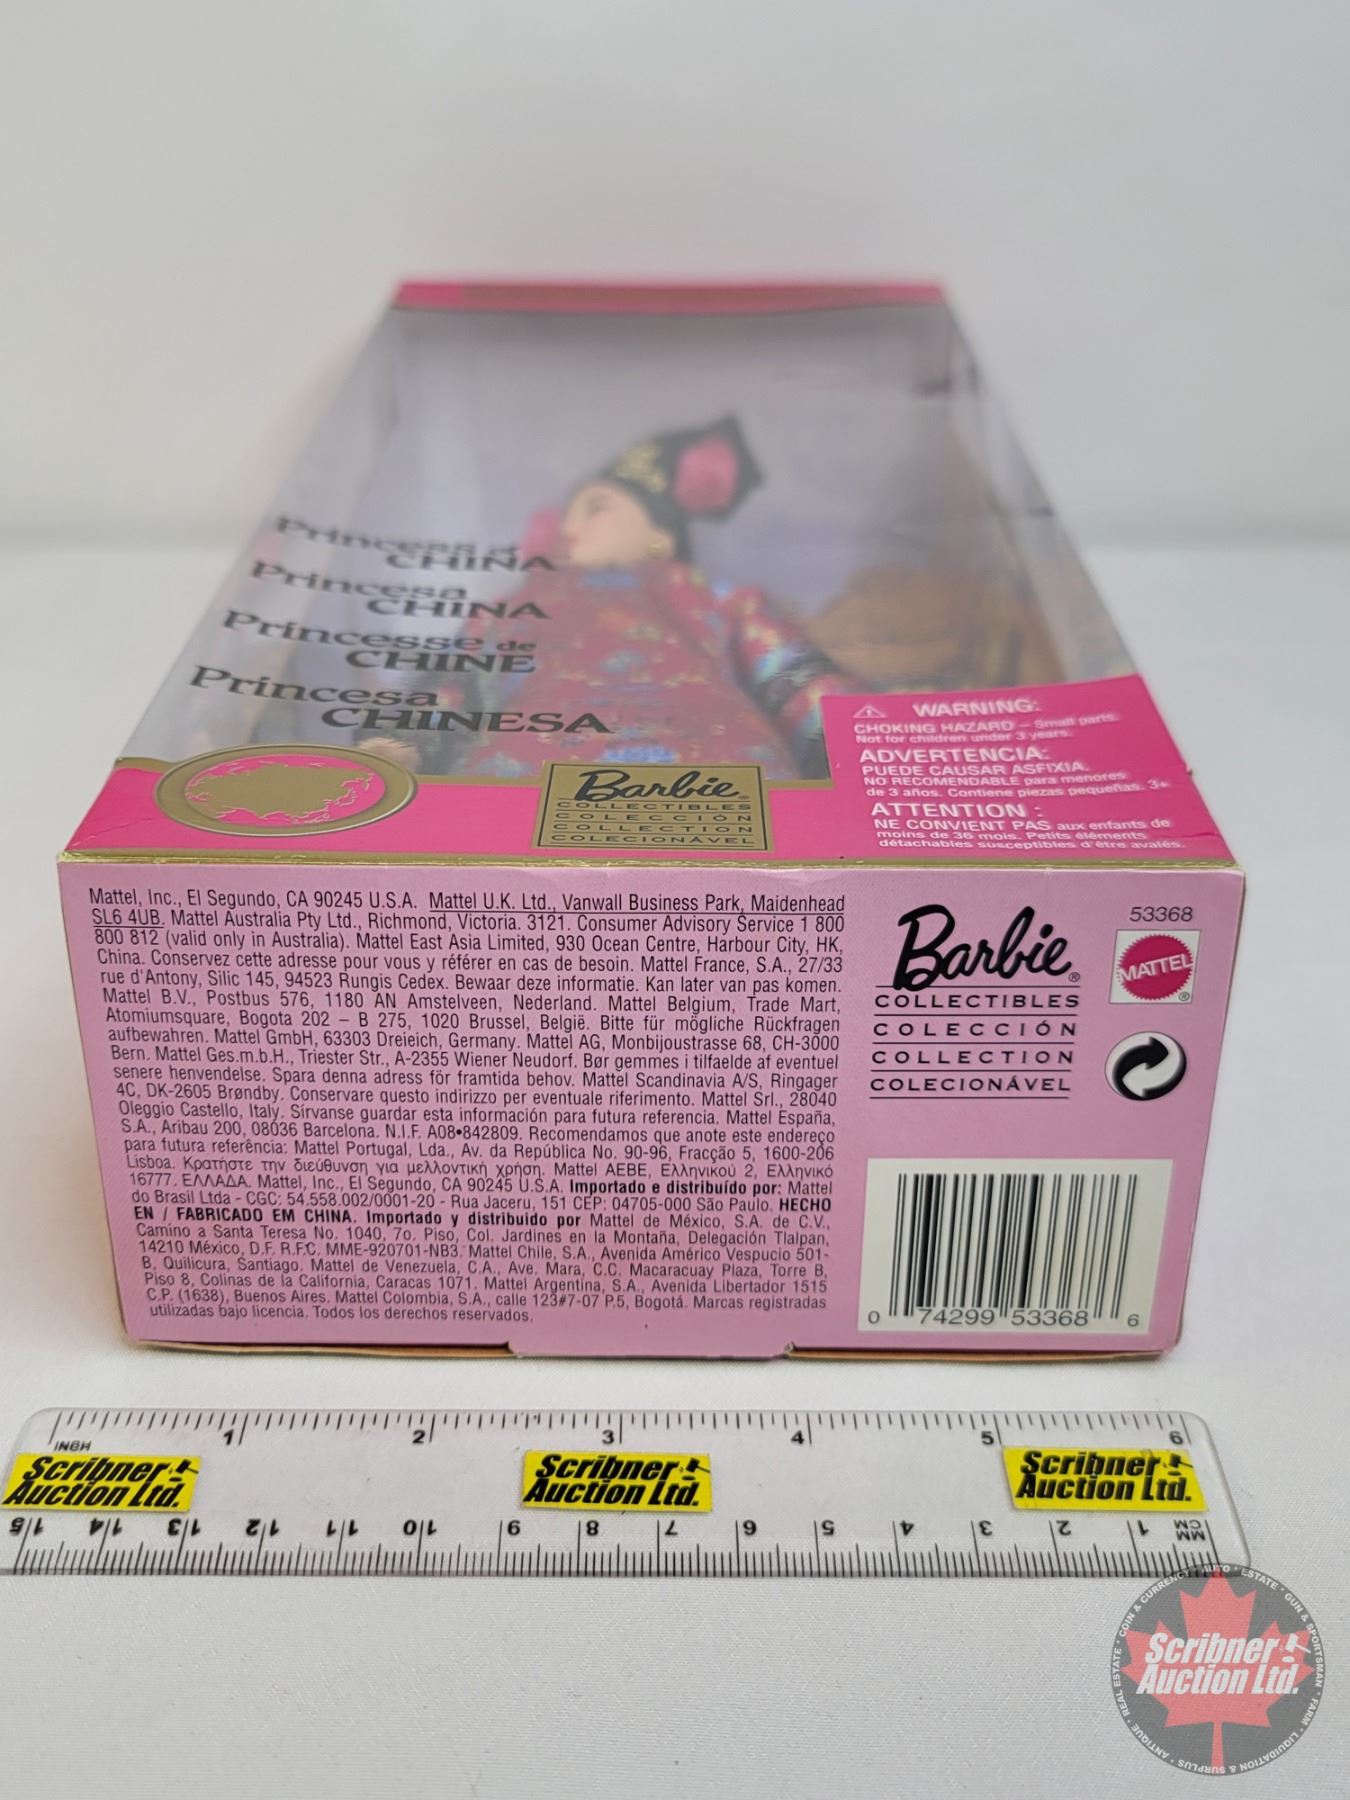 Princess of
CHINA
Princesa
CHINA
Princesse de
CHINE
Princesa
CHINESA
Barbie®
COLLECTIBLES
COLECCIÓN
COLLECTION
COLECIONÁVEL
WARNING:
CHOKING HAZARD – Small parts.
Not for children under 3 years.
ADVERTENCIA:
PUEDE CAUSAR ASFIXIA.
NO RECOMENDABLE para menores
de 3 años. Contiene piezas pequeñas. 3+
ATTENTION :
NE CONVIENT PAS aux enfants de
moins de 36 mois. Petits éléments
détachables susceptibles d'être avalés.
Mattel, Inc., El Segundo, CA 90245 U.S.A. Mattel U.K. Ltd., Vanwall Business Park, Maidenhead
SL6 4UB. Mattel Australia Pty Ltd., Richmond, Victoria. 3121. Consumer Advisory Service 1 800
800 812 (valid only in Australia). Mattel East Asia Limited, 930 Ocean Centre, Harbour City, HK,
China. Conservez cette adresse pour vous y référer en cas de besoin. Mattel France, S.A., 27/33
rue d'Antony, Silic 145, 94523 Rungis Cedex. Bewaar deze informatie. Kan later van pas komen.
Mattel B.V., Postbus 576, 1180 AN Amstelveen, Nederland. Mattel Belgium, Trade Mart,
Atomiumsquare, Bogota 202 – B 275, 1020 Brussel, België. Bitte für mögliche Rückfragen
aufbewahren. Mattel GmbH, 63303 Dreieich, Germany. Mattel AG, Monbijoustrasse 68, CH-3000
Bern. Mattel Ges.m.b.H., Triester Str., A-2355 Wiener Neudorf. Bør gemmes i tilfaelde af eventuel
senere henvendelse. Spara denna adress för framtida behov. Mattel Scandinavia A/S, Ringager
4C, DK-2605 Brøndby. Conservare questo indirizzo per eventuale riferimento. Mattel Srl., 28040
Oleggio Castello, Italy. Sírvanse guardar esta información para futura referencia. Mattel España,
S.A., Aribau 200, 08036 Barcelona. N.I.F. A08•842809. Recomendamos que anote este endereço
para futura referência: Mattel Portugal, Lda., Av. da República No. 90-96, Fracção 5, 1600-206
Lisboa. Κρατήστε την διεύθυνση για μελλοντική χρήση. Mattel AEBE, Ελληνικού 2, Ελληνικό
16777. ΕΛΛΑΔΑ. Mattel, Inc., El Segundo, CA 90245 U.S.A. Importado e distribuído por: Mattel
do Brasil Ltda - CGC: 54.558.002/0001-20 - Rua Jaceru, 151 CEP: 04705-000 São Paulo. HECHO
EN / FABRICADO EM CHINA. Importado y distribuido por Mattel de México, S.A. de C.V.,
Camino a Santa Teresa No. 1040, 7o. Piso, Col. Jardines en la Montaña, Delegación Tlalpan,
14210 México, D.F. R.F.C. MME-920701-NB3. Mattel Chile, S.A., Avenida Américo Vespucio 501-
B, Quilicura, Santiago. Mattel de Venezuela, C.A., Ave. Mara, C.C. Macaracuay Plaza, Torre B,
Piso 8, Colinas de la California, Caracas 1071. Mattel Argentina, S.A., Avenida Libertador 1515
C.P. (1638), Buenos Aires. Mattel Colombia, S.A., calle 123#7-07 P.5, Bogotá. Marcas registradas
utilizadas bajo licencia. Todos los derechos reservados.
Barbie®
COLLECTIBLES
COLECCIÓN
COLLECTION
COLECIONÁVEL
53368
MATTEL®
0 74299 53368 6
INCH 1 2 3 4 5 6
Scribner
Auction Ltd.
Scribner
Auction Ltd.
Scribner
Auction Ltd.
15 14 13 12 11 10 9 8 7 6 5 4 3 2 1 MM
CM
COIN & CURRENCY • AUTO • ESTATE • GUN & SPORTSMAN • FARM • LIQUIDATION & SURPLUS • ANTIQUE • REAL ESTATE •
Scribner
Auction Ltd.